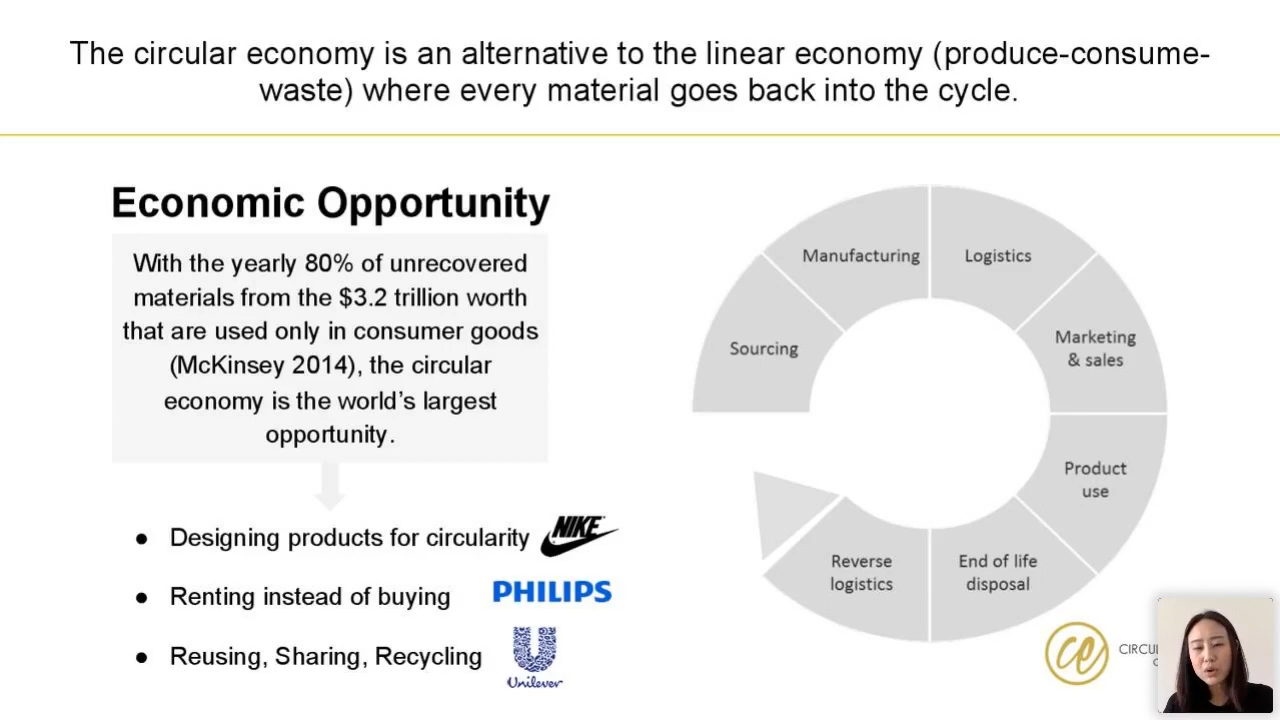 The circular economy is an alternative to the linear economy (produce-consume-
waste) where every material goes back into the cycle.
Economic Opportunity
With the yearly 80% of unrecovered
materials from the $3.2 trillion worth
that are used only in consumer goods
(McKinsey 2014), the circular
economy is the world's largest
opportunity.
● Designing products for circularity
NIKE
● Renting instead of buying
PHILIPS
● Reusing, Sharing, Recycling
Unilever
Manufacturing
Logistics
Sourcing
Marketing
& sales
Product
use
Reverse
logistics
End of life
disposal
ce